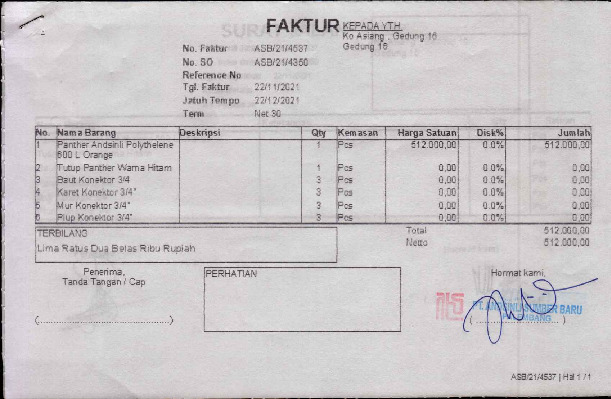 FAKTUR
KEPADA YTH.
Ko Asiang , Gedung 16
Gedung 16
No. Faktur ASB/21/4537
No. SO ASB/21/4350
Reference No
Tgl. Faktur 22/11/2021
Jatuh Tempo 22/12/2021
Term Net 30
No. Nama Barang Deskripsi Qty Kemasan Harga Satuan Disk% Jumlah
1 Panther Andsinli Polythelene 1 Pcs 512.000,00 0.0% 512.000,00
600 L Orange
2 Tutup Panther Warna Hitam 1 Pcs 0,00 0.0% 0,00
3 Baut Konektor 3/4 3 Pcs 0,00 0.0% 0,00
4 Karet Konektor 3/4" 3 Pcs 0,00 0.0% 0,00
5 Mur Konektor 3/4" 3 Pcs 0,00 0.0% 0,00
6 Plup Konektor 3/4" 3 Pcs 0,00 0.0% 0,00
TERBILANG
Lima Ratus Dua Belas Ribu Rupiah
Total 512.000,00
Netto 512.000,00
Penerima,
Tanda Tangan / Cap
(..............................)
PERHATIAN
Hormat kami,
PT. SUMBER BARU
PALEMBANG
(..............................)
ASB/21/4537 | Hal 1 / 1